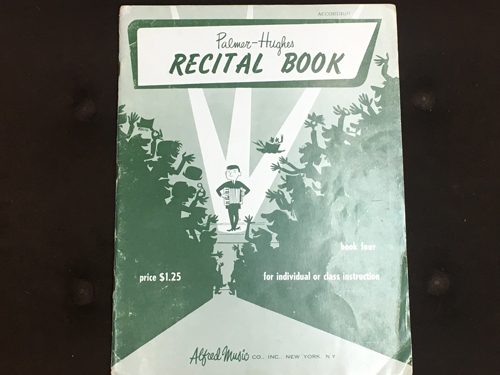 ACCORDION
Palmer-Hughes
RECITAL BOOK
book four
price $1.25
for individual or class instruction
Alfred Music CO., INC. NEW YORK, N.Y.